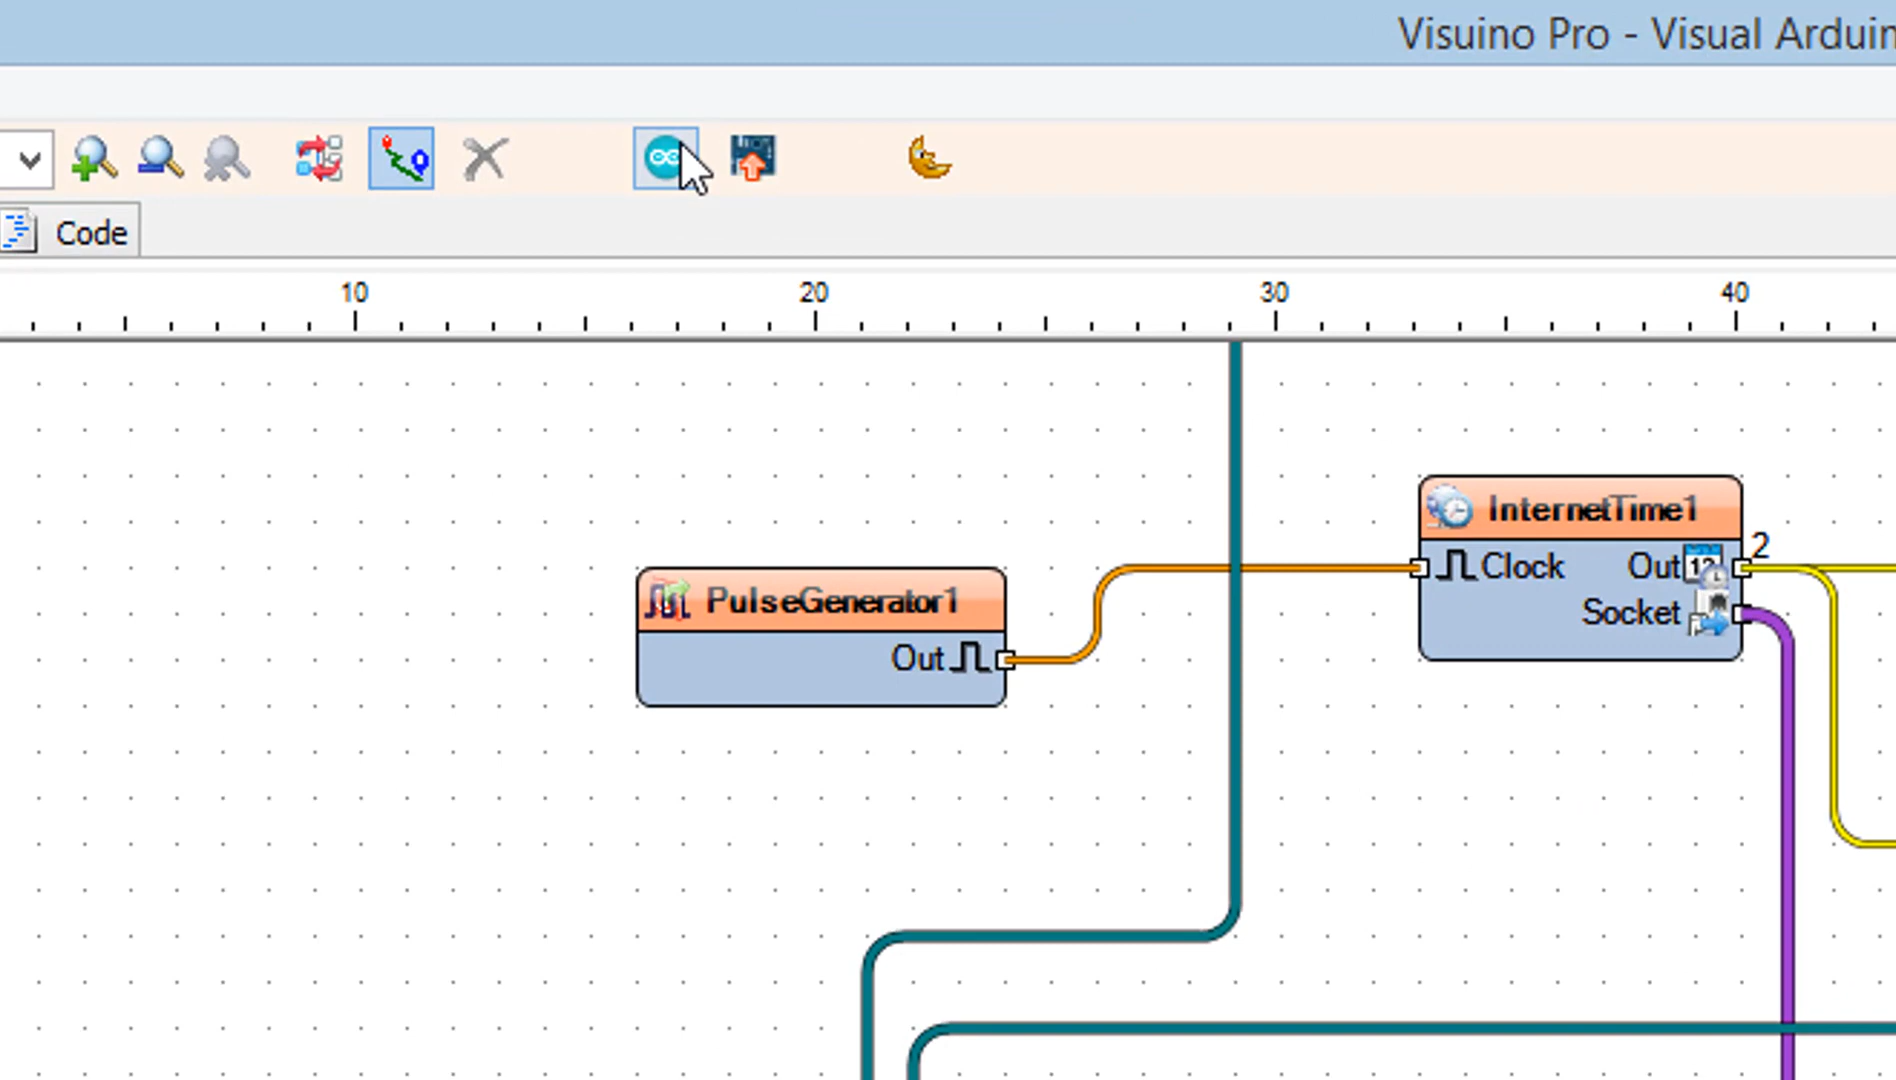 Visuino Pro - Visual Arduin
Code
10 20 30 40
InternetTime1
2
Clock Out
Socket
PulseGenerator1
Out